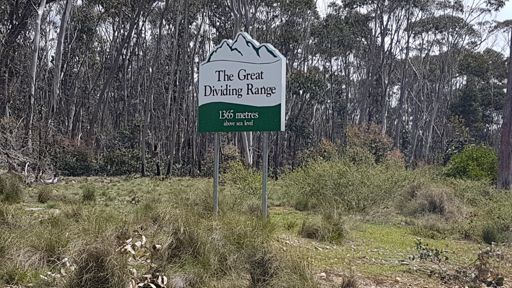 The Great
Dividing Range
1365 metres
above sea level